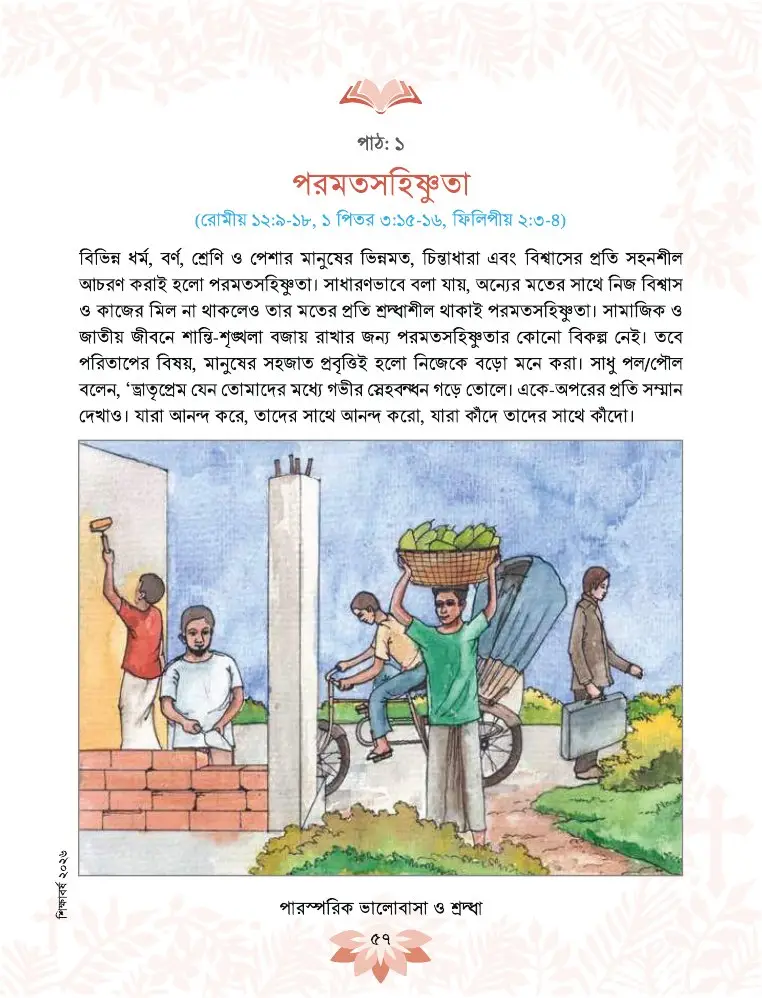 পাঠ: ১
পরমতসহিষ্ণুতা
(রোমীয় ১২:৯-১৮, ১ পিতর ৩:১৫-১৬, ফিলিপীয় ২:৩-৪)
বিভিন্ন ধর্ম, বর্ণ, শ্রেণি ও পেশার মানুষের ভিন্নমত, চিন্তাধারা এবং বিশ্বাসের প্রতি সহনশীল
আচরণ করাই হলো পরমতসহিষ্ণুতা। সাধারণভাবে বলা যায়, অন্যের মতের সাথে নিজ বিশ্বাস
ও কাজের মিল না থাকলেও তার মতের প্রতি শ্রদ্ধাশীল থাকাই পরমতসহিষ্ণুতা। সামাজিক ও
জাতীয় জীবনে শান্তি-শৃঙ্খলা বজায় রাখার জন্য পরমতসহিষ্ণুতার কোনো বিকল্প নেই। তবে
পরিতাপের বিষয়, মানুষের সহজাত প্রবৃত্তিই হলো নিজেকে বড়ো মনে করা। সাধু পল/পৌল
বলেন, ‘ভ্রাতৃপ্রেম যেন তোমাদের মধ্যে গভীর স্নেহবন্ধন গড়ে তোলে। একে-অপরের প্রতি সম্মান
দেখাও। যারা আনন্দ করে, তাদের সাথে আনন্দ করো, যারা কাঁদে তাদের সাথে কাঁদো।
পারস্পরিক ভালোবাসা ও শ্রদ্ধা
শিক্ষাবর্ষ ২০২৬
৫৭